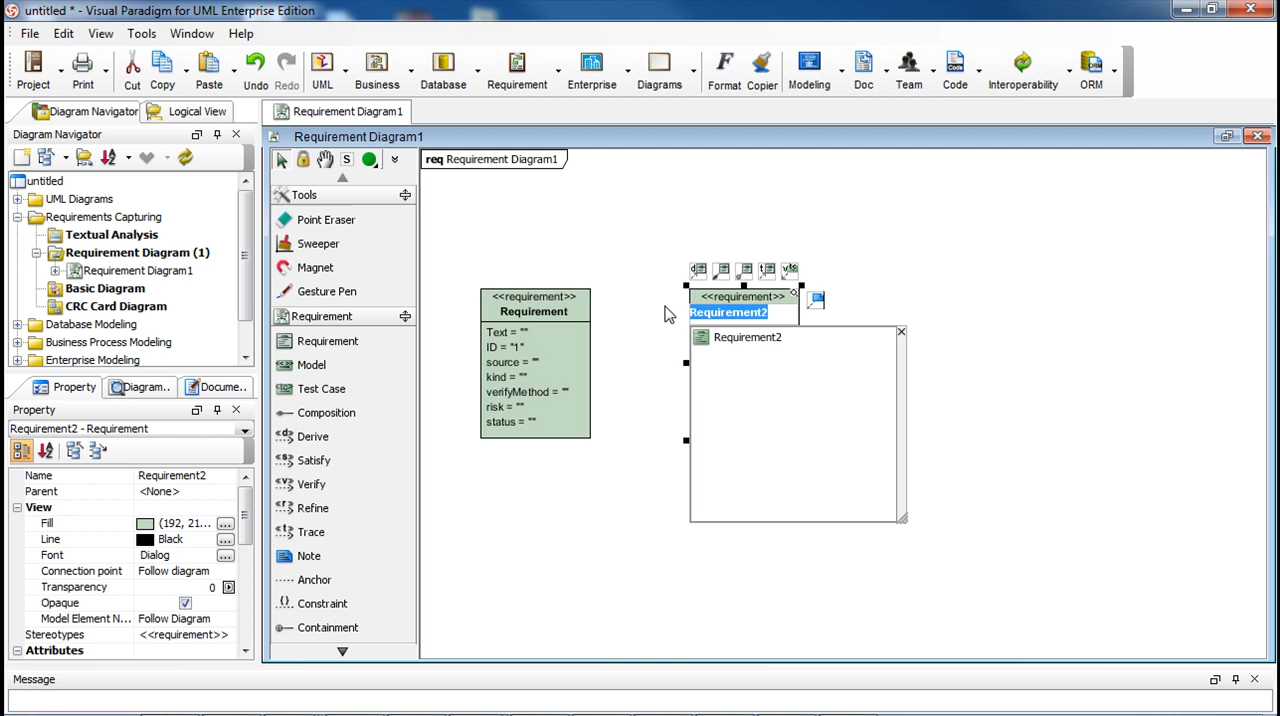 untitled * - Visual Paradigm for UML Enterprise Edition
File Edit View Tools Window Help
Project Print Cut Copy Paste Undo Redo UML Business Database Requirement Enterprise Diagrams Format Copier Modeling Doc Team Code Interoperability ORM
Diagram Navigator Logical View
Requirement Diagram1
Diagram Navigator
Requirement Diagram1
S
req Requirement Diagram1
untitled
UML Diagrams
Requirements Capturing
Textual Analysis
Requirement Diagram (1)
Requirement Diagram1
Basic Diagram
CRC Card Diagram
Database Modeling
Business Process Modeling
Enterprise Modeling
Property Diagram.. Docume..
Property
Requirement2 - Requirement
Name Requirement2
Parent <None>
View
Fill (192, 21... ...
Line Black ...
Font Dialog ...
Connection point Follow diagram
Transparency 0
Opaque
Model Element N... Follow Diagram
Stereotypes <<requirement>>
Attributes
Tools
Point Eraser
Sweeper
Magnet
Gesture Pen
Requirement
Requirement
Model
Test Case
Composition
Derive
Satisfy
Verify
Refine
Trace
Note
Anchor
Constraint
Containment
<<requirement>>
Requirement
Text = ""
ID = "1"
source = ""
kind = ""
verifyMethod = ""
risk = ""
status = ""
<<requirement>>
Requirement2
Requirement2
Message